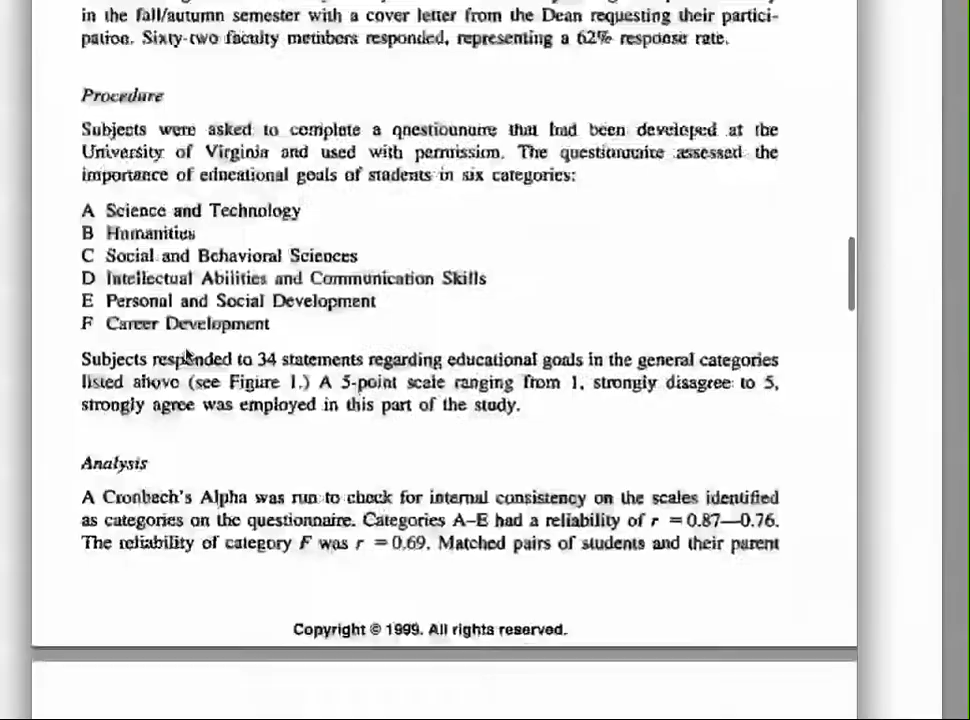 in the fall/autumn semester with a cover letter from the Dean requesting their partici-
pation. Sixty-two faculty members responded, representing a 62% response rate.
Procedure
Subjects were asked to complete a questionnaire that had been developed at the
University of Virginia and used with permission. The questionnaire assessed the
importance of educational goals of students in six categories:
A Science and Technology
B Humanities
C Social and Behavioral Sciences
D Intellectual Abilities and Communication Skills
E Personal and Social Development
F Career Development
Subjects responded to 34 statements regarding educational goals in the general categories
listed above (see Figure 1.) A 5-point scale ranging from 1, strongly disagree to 5,
strongly agree was employed in this part of the study.
Analysis
A Cronbach's Alpha was run to check for internal consistency on the scales identified
as categories on the questionnaire. Categories A–E had a reliability of r = 0.87—0.76.
The reliability of category F was r = 0.69. Matched pairs of students and their parent
Copyright © 1999. All rights reserved.